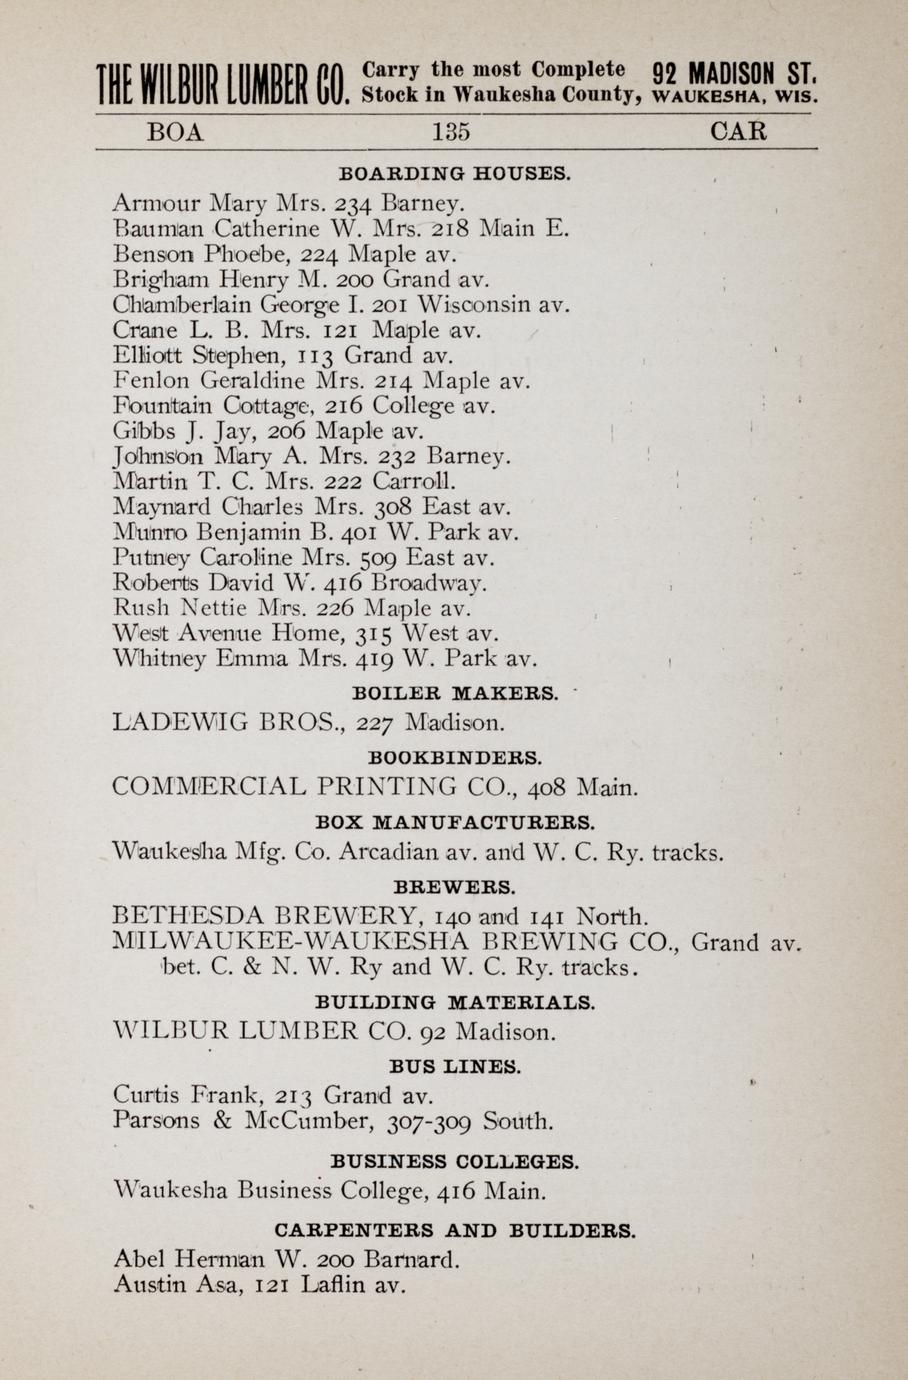 THE WILBUR LUMBER CO. Carry the most Complete Stock in Waukesha County, 92 MADISON ST. WAUKESHA, WIS.
BOA 135 CAR
BOARDING HOUSES.
Armour Mary Mrs. 234 Barney.
Bauman Catherine W. Mrs. 218 Main E.
Benson Phoebe, 224 Maple av.
Brigham Henry M. 200 Grand av.
Chamberlain George I. 201 Wisconsin av.
Crane L. B. Mrs. 121 Maple av.
Elliott Stephen, 113 Grand av.
Fenlon Geraldine Mrs. 214 Maple av.
Fountain Cottage, 216 College av.
Gibbs J. Jay, 206 Maple av.
Johnson Mary A. Mrs. 232 Barney.
Martin T. C. Mrs. 222 Carroll.
Maynard Charles Mrs. 308 East av.
Munro Benjamin B. 401 W. Park av.
Putney Caroline Mrs. 509 East av.
Roberts David W. 416 Broadway.
Rush Nettie Mrs. 226 Maple av.
West Avenue Home, 315 West av.
Whitney Emma Mrs. 419 W. Park av.
BOILER MAKERS.
LADEWIG BROS., 227 Madison.
BOOKBINDERS.
COMMERCIAL PRINTING CO., 408 Main.
BOX MANUFACTURERS.
Waukesha Mfg. Co. Arcadian av. and W. C. Ry. tracks.
BREWERS.
BETHESDA BREWERY, 140 and 141 North.
MILWAUKEE-WAUKESHA BREWING CO., Grand av.
bet. C. & N. W. Ry and W. C. Ry. tracks.
BUILDING MATERIALS.
WILBUR LUMBER CO. 92 Madison.
BUS LINES.
Curtis Frank, 213 Grand av.
Parsons & McCumber, 307-309 South.
BUSINESS COLLEGES.
Waukesha Business College, 416 Main.
CARPENTERS AND BUILDERS.
Abel Herman W. 200 Barnard.
Austin Asa, 121 Laflin av.